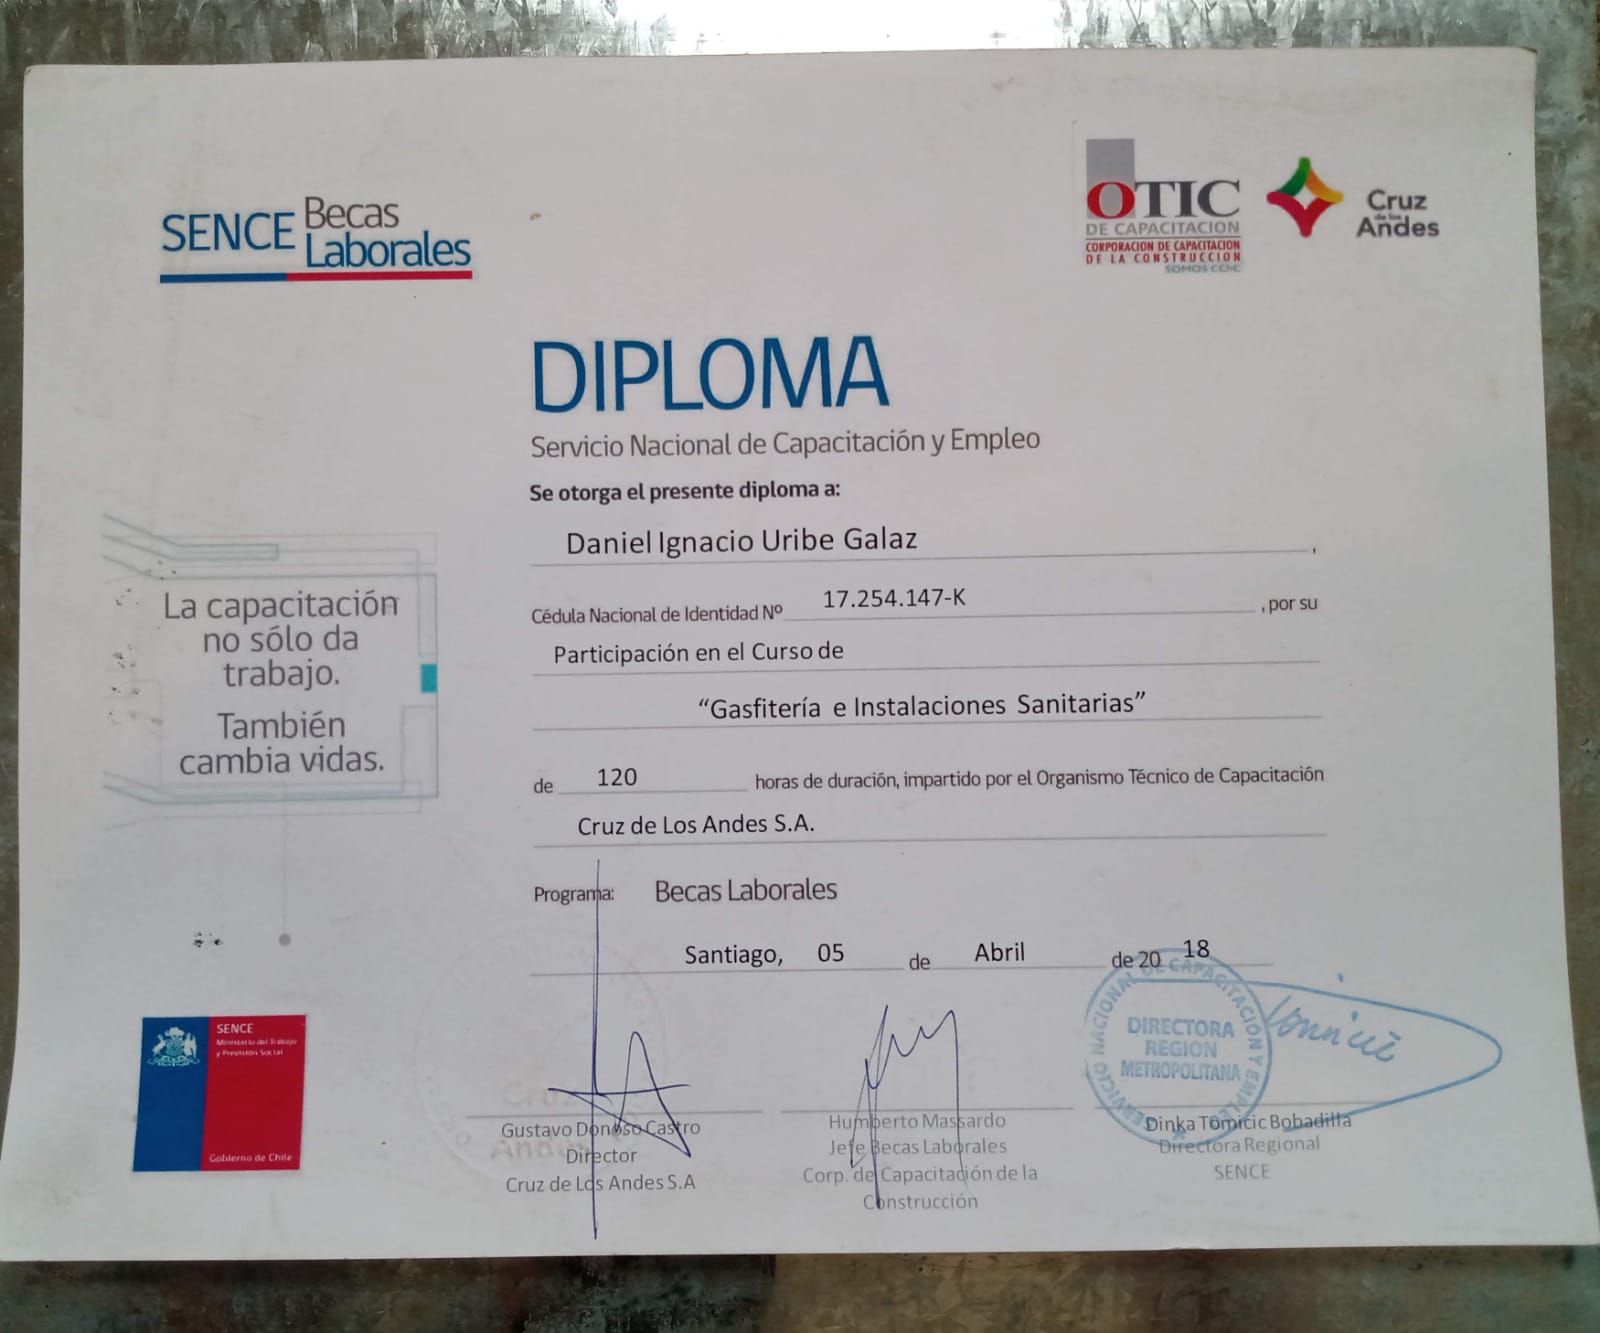 SENCE Becas Laborales
OTIC
DE CAPACITACION
CORPORACION DE CAPACITACION
DE LA CONSTRUCCION
SOMOS CCHC
Cruz
de los
Andes
DIPLOMA
Servicio Nacional de Capacitación y Empleo
Se otorga el presente diploma a:
Daniel Ignacio Uribe Galaz ,
Cédula Nacional de Identidad Nº 17.254.147-K , por su
Participación en el Curso de
“Gasfitería e Instalaciones Sanitarias”
de 120 horas de duración, impartido por el Organismo Técnico de Capacitación
Cruz de Los Andes S.A.
Programa: Becas Laborales
Santiago, 05 de Abril de 20 18
La capacitación
no sólo da
trabajo.
También
cambia vidas.
SENCE
Ministerio del Trabajo
y Previsión Social
Gobierno de Chile
Gustavo Donoso Castro
Director
Cruz de Los Andes S.A
Humberto Massardo
Jefe Becas Laborales
Corp. de Capacitación de la
Construcción
SERVICIO NACIONAL DE CAPACITACIÓN Y EMPLEO
DIRECTORA
REGION
METROPOLITANA
Dinka Tomicic Bobadilla
Directora Regional
SENCE